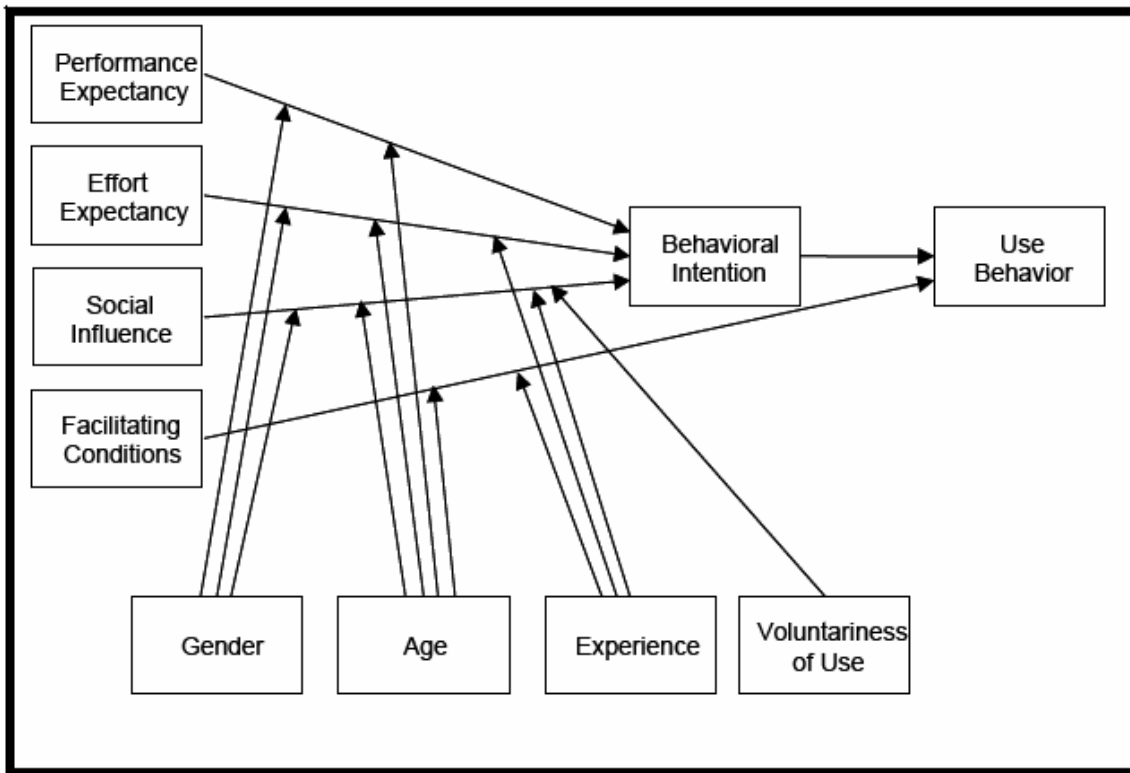 Performance
Expectancy
Effort
Expectancy
Social
Influence
Facilitating
Conditions
Behavioral
Intention
Use
Behavior
Gender
Age
Experience
Voluntariness
of Use